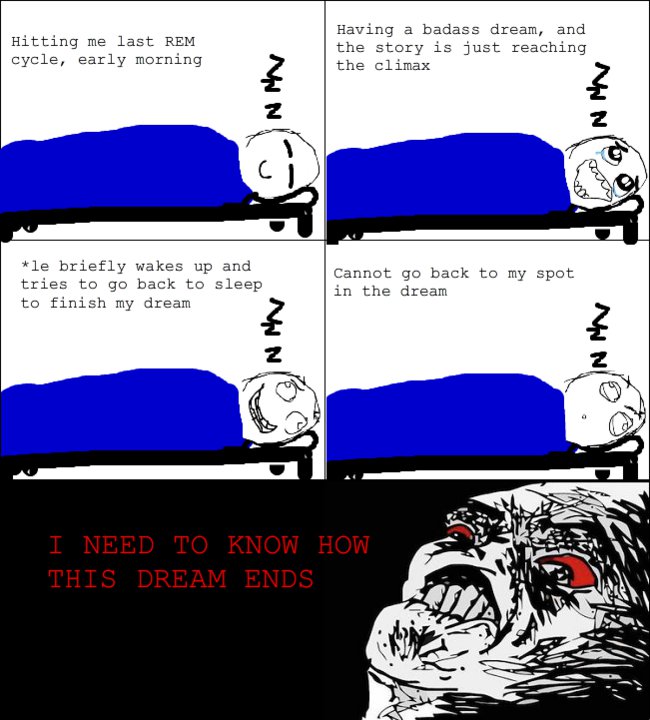 Hitting me last REM
cycle, early morning
Z Z Z
Having a badass dream, and
the story is just reaching
the climax
Z Z Z
*le briefly wakes up and
tries to go back to sleep
to finish my dream
Z Z Z
Cannot go back to my spot
in the dream
Z Z Z
I NEED TO KNOW HOW
THIS DREAM ENDS